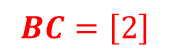 BC = [2]